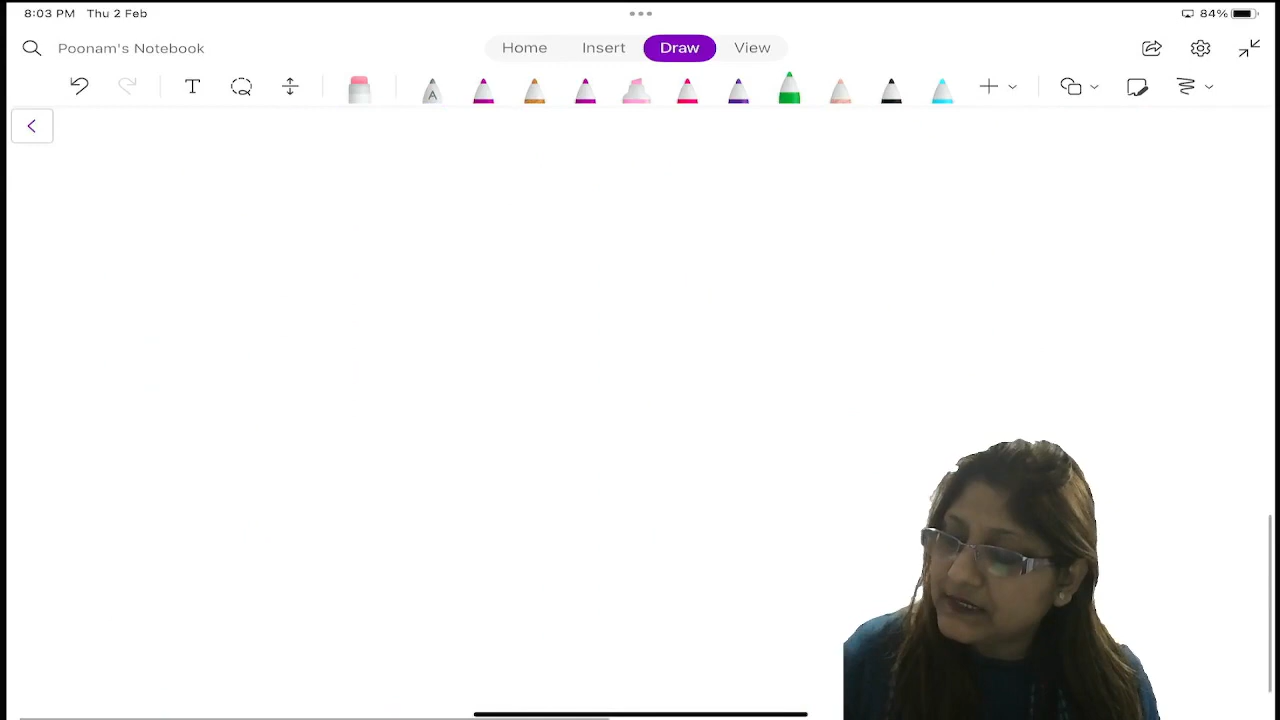 8:03 PM Thu 2 Feb
84%
Poonam's Notebook
Home Insert Draw View
T
A